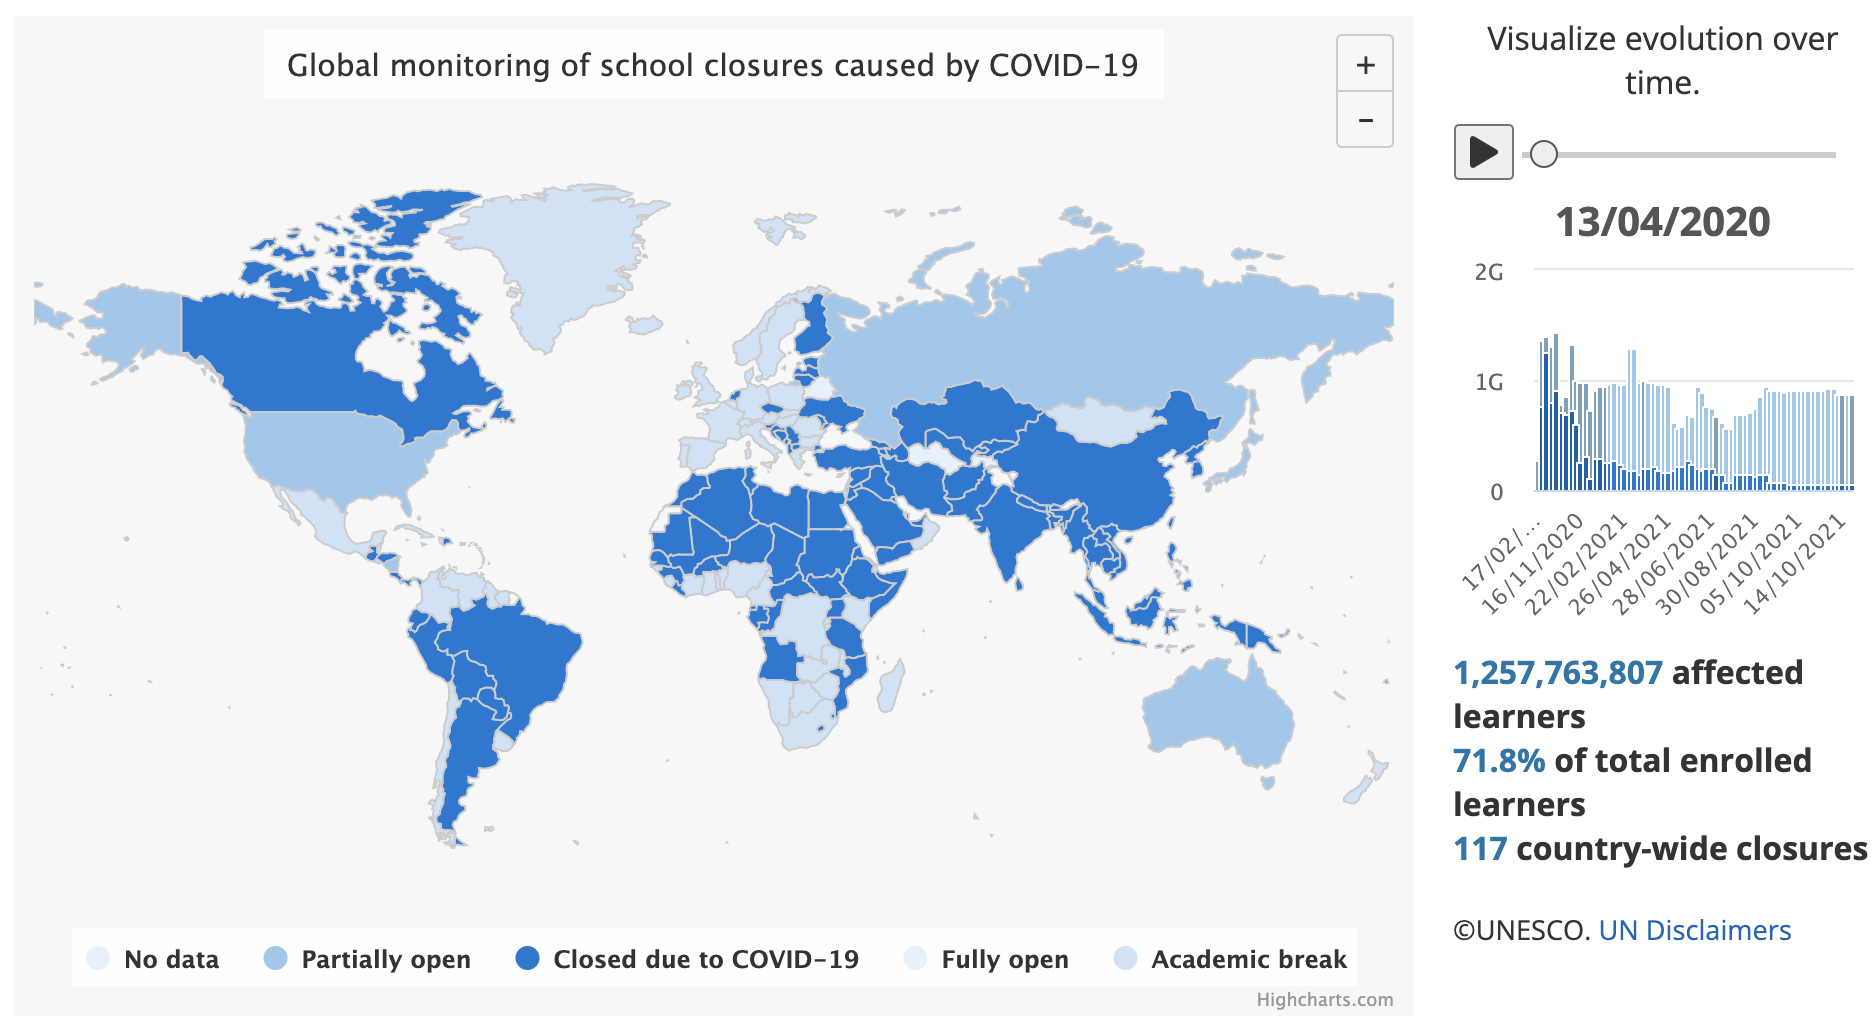 Global monitoring of school closures caused by COVID-19
+
-
Visualize evolution over
time.
13/04/2020
2G
1G
0
17/02/...
16/11/2020
22/02/2021
26/04/2021
28/06/2021
30/08/2021
05/10/2021
14/10/2021
1,257,763,807 affected
learners
71.8% of total enrolled
learners
117 country-wide closures
©UNESCO. UN Disclaimers
No data
Partially open
Closed due to COVID-19
Fully open
Academic break
Highcharts.com